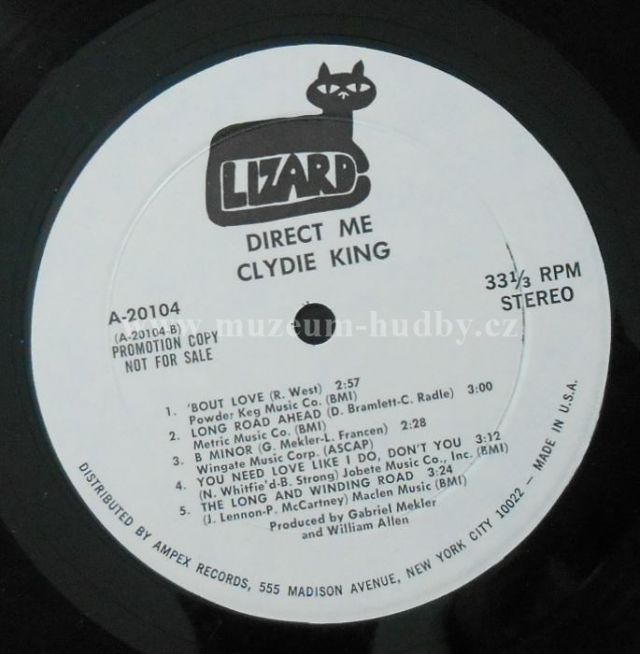 LIZARD
DIRECT ME
CLYDIE KING
33⅓ RPM
STEREO
A-20104
(A-20104-B)
PROMOTION COPY
NOT FOR SALE
www.muzeum-hudby.cz
1. 'BOUT LOVE (R. West) 2:57
Powder Keg Music Co. (BMI)
2. LONG ROAD AHEAD (D. Bramlett-C. Radle) 3:00
Metric Music Co. (BMI)
3. B MINOR (G. Mekler-L. Francen) 2:28
Wingate Music Corp. (ASCAP)
4. YOU NEED LOVE LIKE I DO, DON'T YOU 3:12
(N. Whitfie'd-B. Strong) Jobete Music Co., Inc. (BMI)
5. THE LONG AND WINDING ROAD 3:24
(J. Lennon-P. McCartney) Maclen Music (BMI)
Produced by Gabriel Mekler
and William Allen
DISTRIBUTED BY AMPEX RECORDS, 555 MADISON AVENUE, NEW YORK CITY 10022 - MADE IN U.S.A.